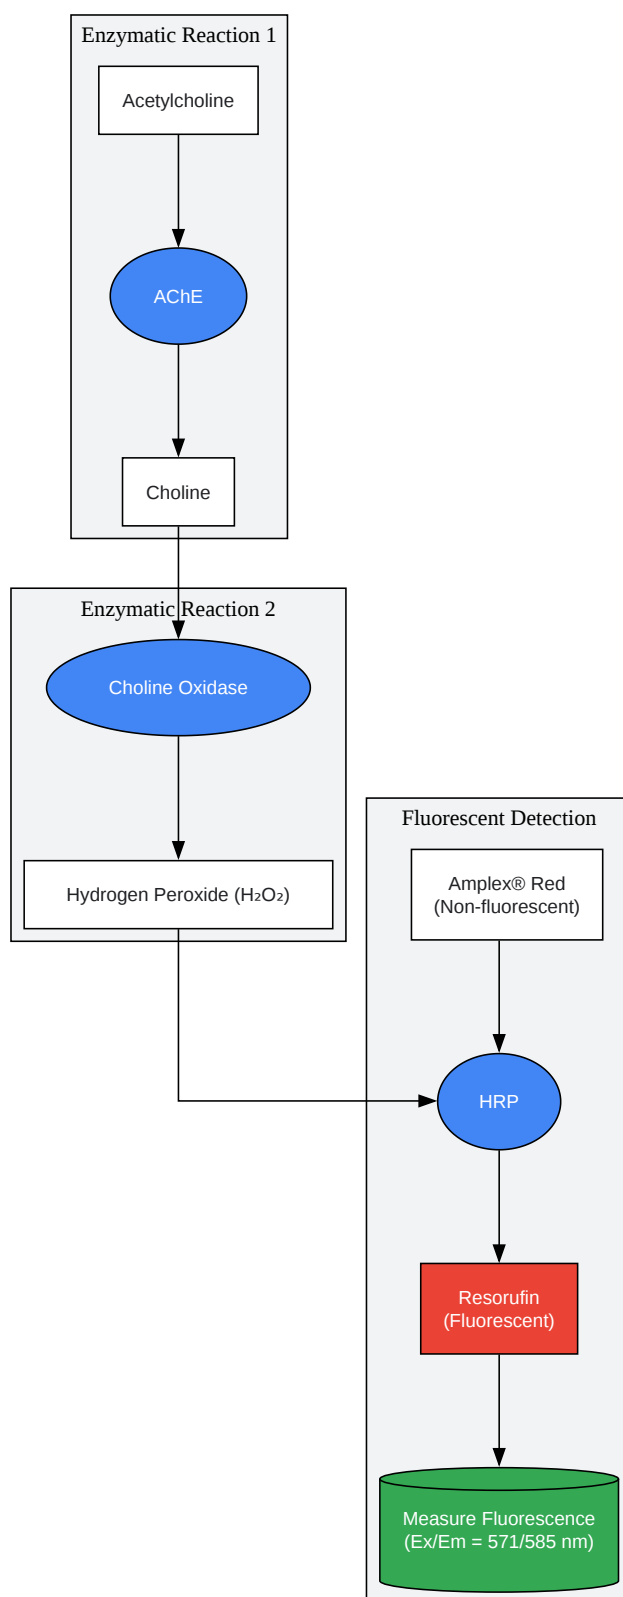 Enzymatic Reaction 1
Acetylcholine
AChE
Choline
Enzymatic Reaction 2
Choline Oxidase
Hydrogen Peroxide (H₂O₂)
Fluorescent Detection
Amplex® Red
(Non-fluorescent)
HRP
Resorufin
(Fluorescent)
Measure Fluorescence
(Ex/Em = 571/585 nm)